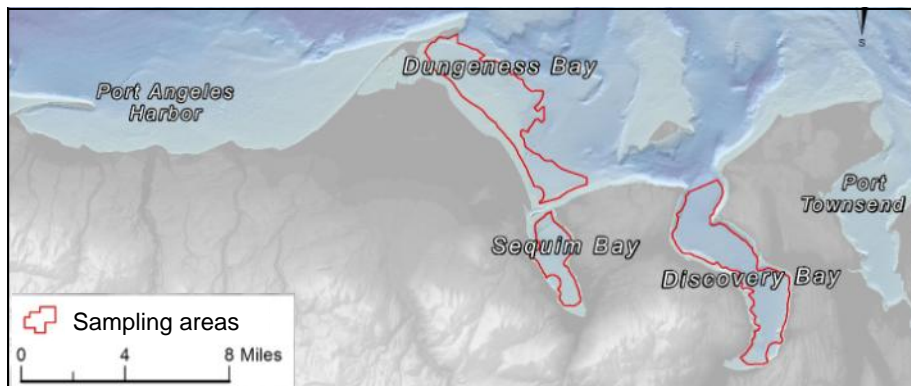 Dungeness Bay
Port Angeles
Harbor
Port
Townsend
Sequim Bay
Discovery Bay
Sampling areas
0 4 8 Miles
S